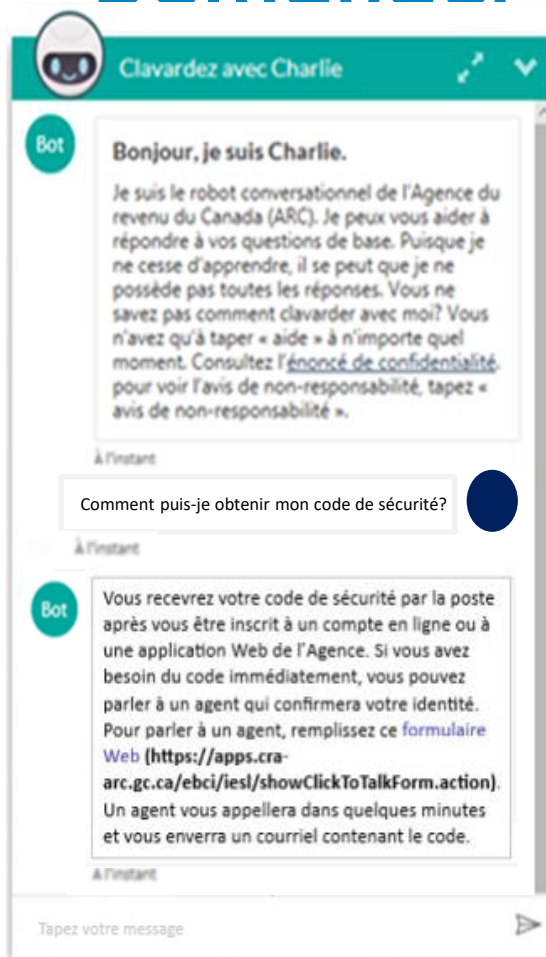 Clavardez avec Charlie
Bot
Bonjour, je suis Charlie.
Je suis le robot conversationnel de l'Agence du
revenu du Canada (ARC). Je peux vous aider à
répondre à vos questions de base. Puisque je
ne cesse d'apprendre, il se peut que je ne
possède pas toutes les réponses. Vous ne
savez pas comment clavarder avec moi? Vous
n'avez qu'à taper « aide » à n'importe quel
moment. Consultez l'énoncé de confidentialité.
pour voir l'avis de non-responsabilité, tapez «
avis de non-responsabilité ».
À l'instant
Comment puis-je obtenir mon code de sécurité?
À l'instant
Bot
Vous recevrez votre code de sécurité par la poste
après vous être inscrit à un compte en ligne ou à
une application Web de l'Agence. Si vous avez
besoin du code immédiatement, vous pouvez
parler à un agent qui confirmera votre identité.
Pour parler à un agent, remplissez ce formulaire
Web (https://apps.cra-
arc.gc.ca/ebci/iesl/showClickToTalkForm.action).
Un agent vous appellera dans quelques minutes
et vous enverra un courriel contenant le code.
À l'instant
Tapez votre message